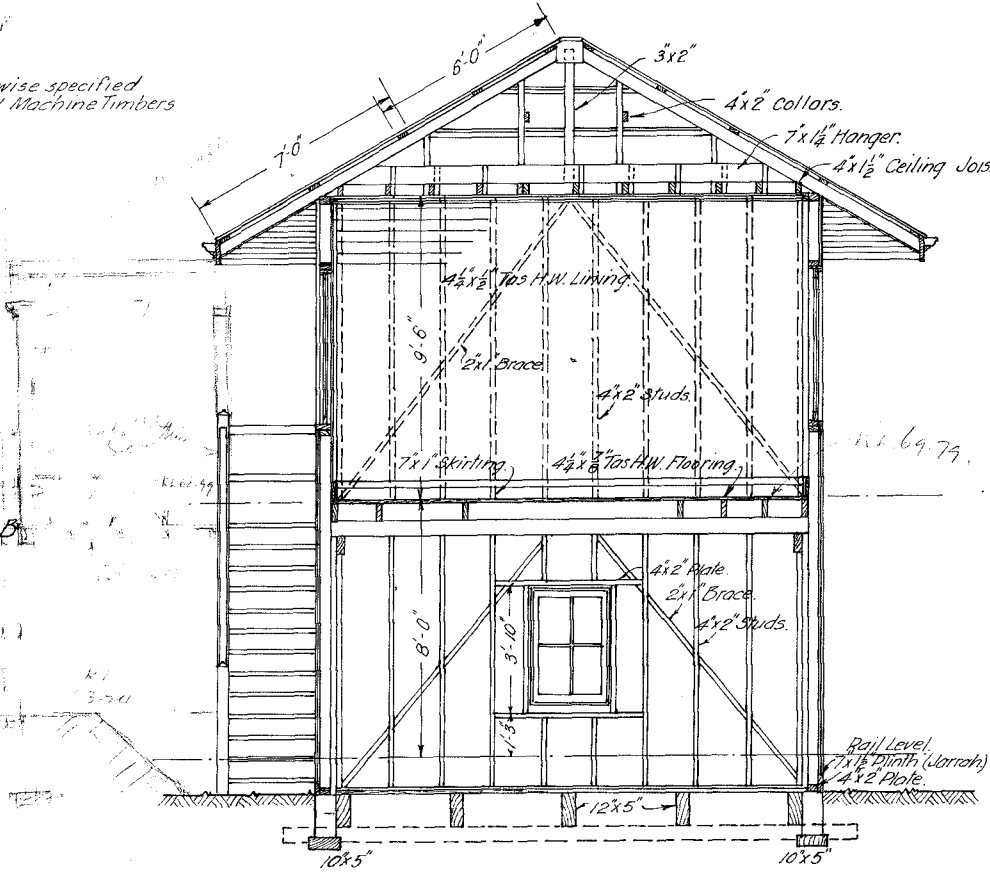 wise specified
Machine Timbers
6'-0"
7'-0"
3"x2"
4"x2" Collars.
7"x1¼" Hanger.
4"x1½" Ceiling Jois
4¼"x½" Tas H.W. Lining.
9'-6"
2"x1" Brace.
4"x2" Studs.
7"x1" Skirting.
4¼"x⅞" Tas H.W. Flooring.
69.79.
B
4"x2" Plate.
2"x1" Brace.
4"x2" Studs.
8'-0"
3'-10"
1'-3"
Rail Level.
7"x1½" Plinth (Jarrah)
4"x2" Plate.
12"x5"
10"x5"
10"x5"